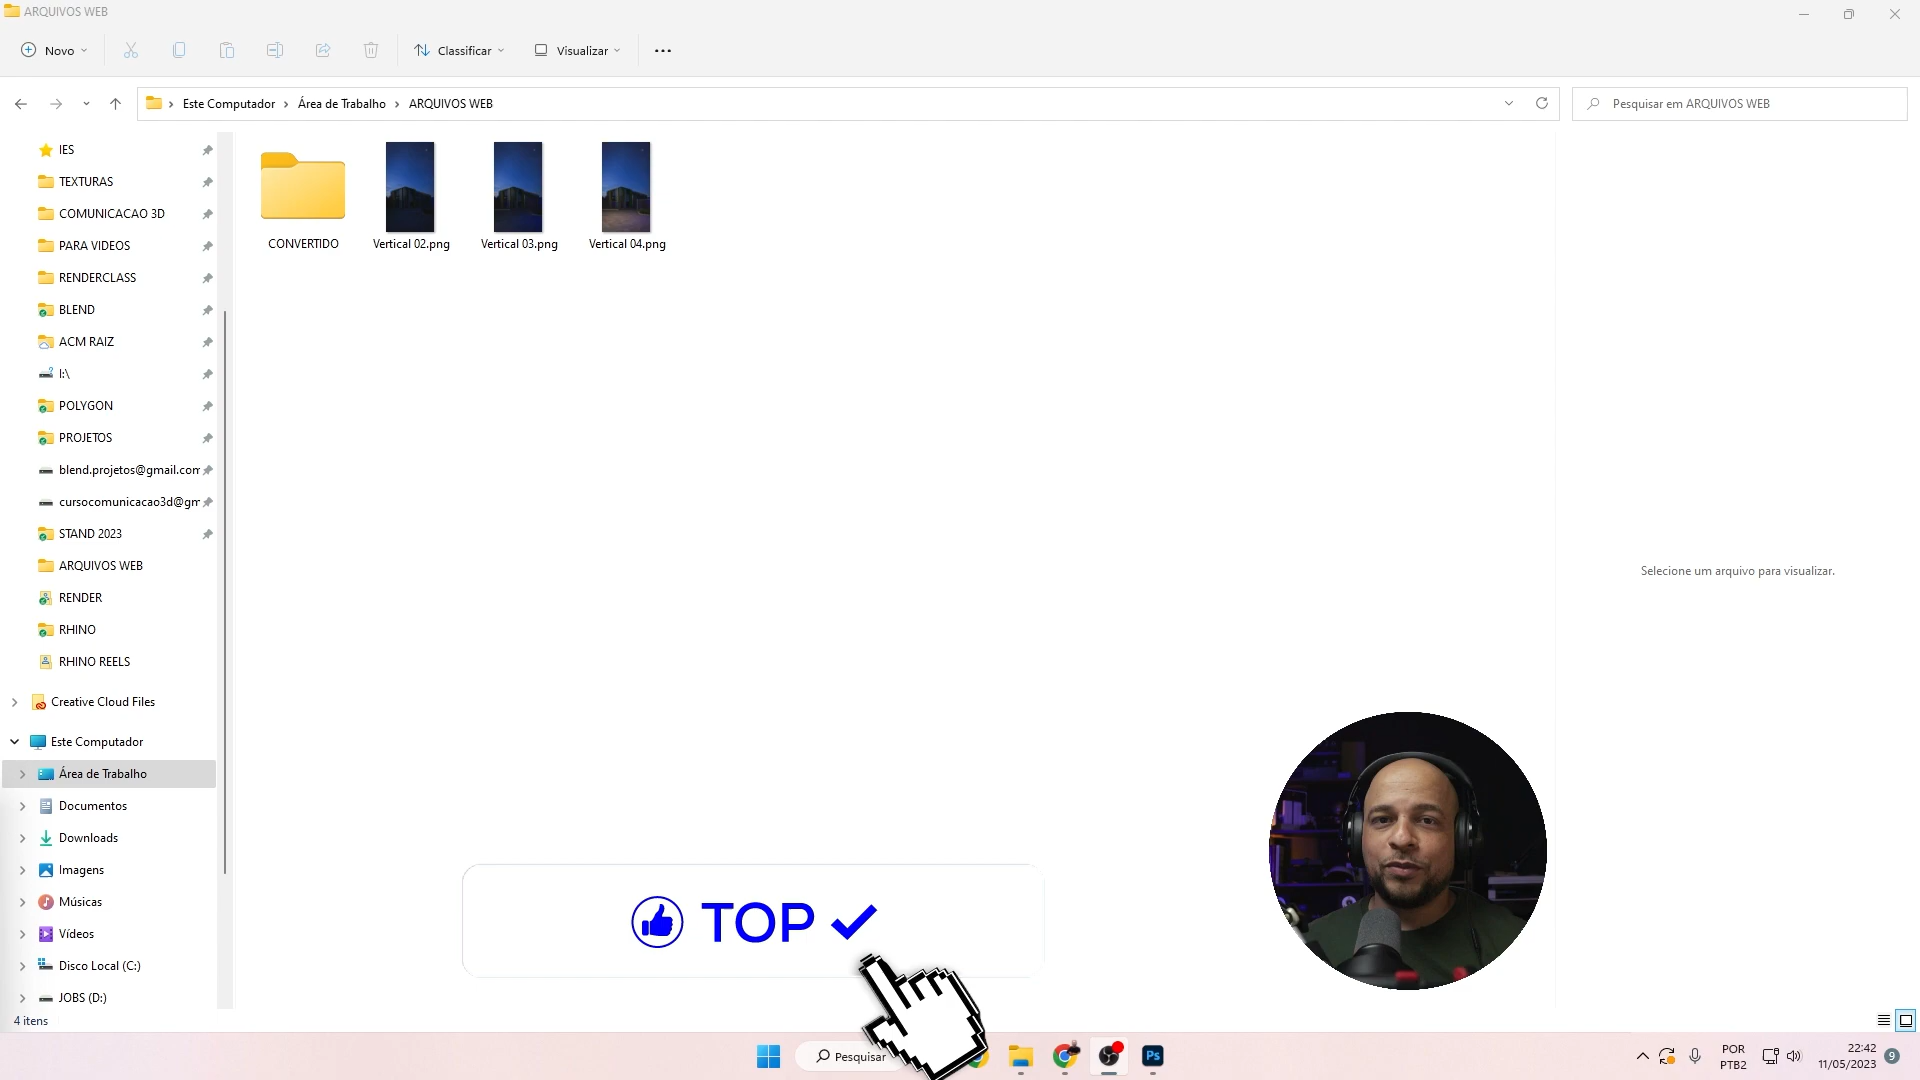 ARQUIVOS WEB
Novo
Classificar
Visualizar
Este Computador
Área de Trabalho
ARQUIVOS WEB
Pesquisar em ARQUIVOS WEB
IES
TEXTURAS
COMUNICACAO 3D
PARA VIDEOS
RENDERCLASS
BLEND
ACM RAIZ
I:\
POLYGON
PROJETOS
blend.projetos@gmail.com
cursocomunicacao3d@gm
STAND 2023
ARQUIVOS WEB
RENDER
RHINO
RHINO REELS
Creative Cloud Files
Este Computador
Área de Trabalho
Documentos
Downloads
Imagens
Músicas
Vídeos
Disco Local (C:)
JOBS (D:)
4 itens
CONVERTIDO
Vertical 02.png
Vertical 03.png
Vertical 04.png
Selecione um arquivo para visualizar.
TOP
Pesquisar
Ps
POR
PTB2
22:42
11/05/2023
9